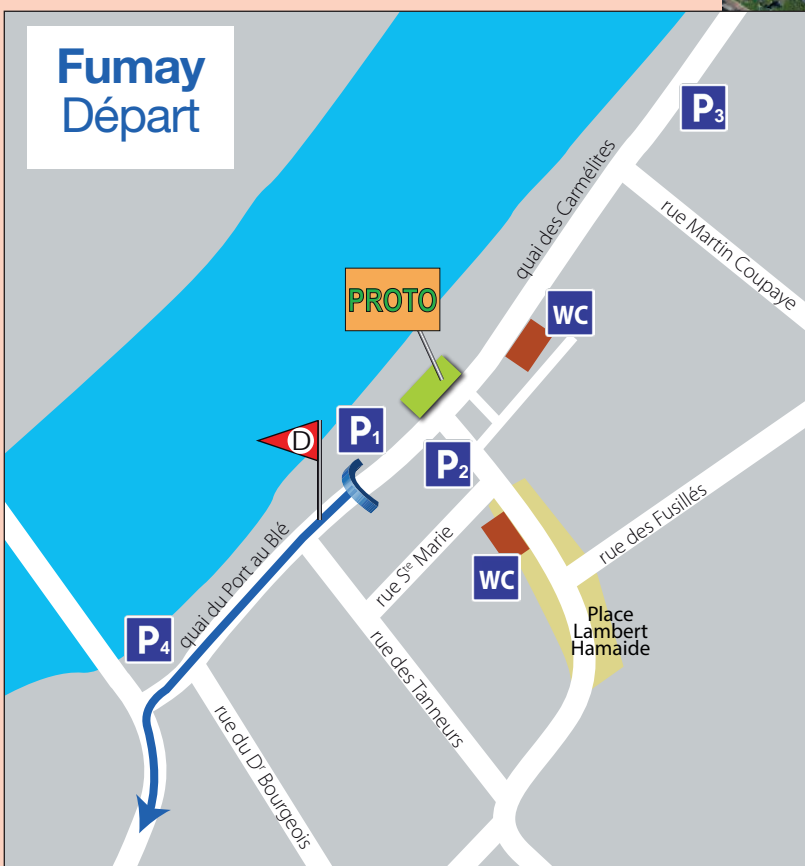 Fumay
Départ
P3
quai des Carmélites
rue Martin Coupaye
PROTO
WC
D
P1
P2
rue des Fusillés
quai du Port au Blé
rue Ste Marie
WC
Place
Lambert
Hamaide
P4
rue des Tanneurs
rue du Dr Bourgeois